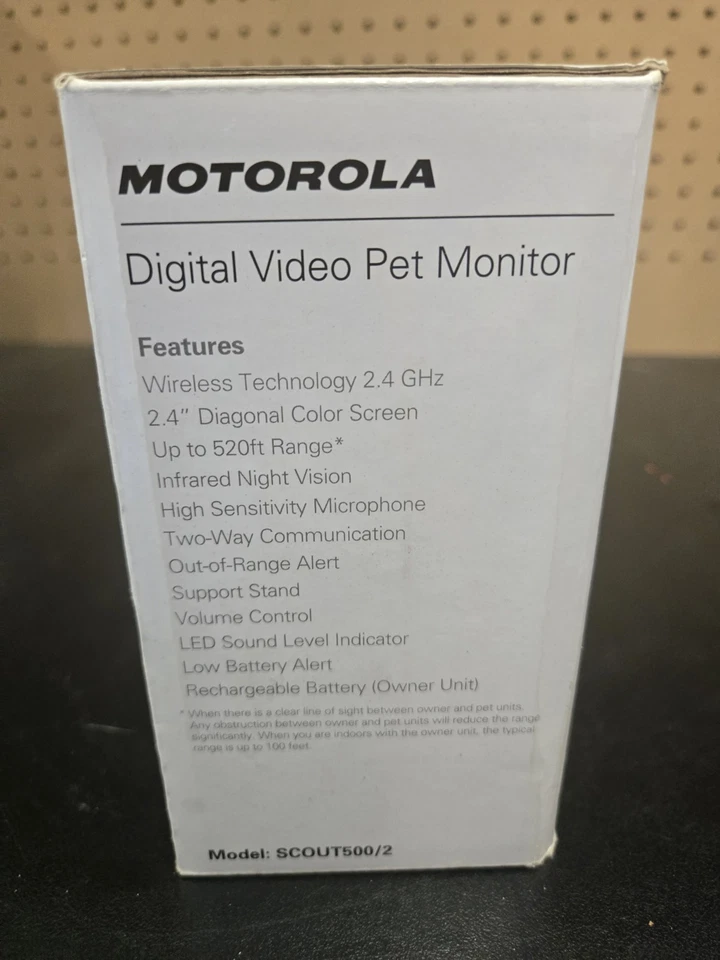 MOTOROLA
Digital Video Pet Monitor
Features
Wireless Technology 2.4 GHz
2.4" Diagonal Color Screen
Up to 520ft Range*
Infrared Night Vision
High Sensitivity Microphone
Two-Way Communication
Out-of-Range Alert
Support Stand
Volume Control
LED Sound Level Indicator
Low Battery Alert
Rechargeable Battery (Owner Unit)
* When there is a clear line of sight between owner and pet units.
Any obstruction between owner and pet units will reduce the range
significantly. When you are indoors with the owner unit, the typical
range is up to 100 feet.
Model: SCOUT500/2